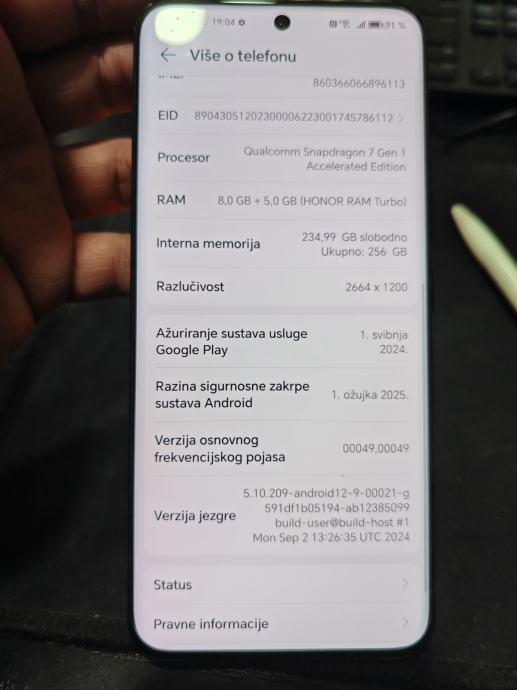 19:04 91 %
Više o telefonu
860366066896113
EID 89043051202300006223001745786112
Procesor Qualcomm Snapdragon 7 Gen 1
Accelerated Edition
RAM 8,0 GB + 5,0 GB (HONOR RAM Turbo)
Interna memorija 234,99 GB slobodno
Ukupno: 256 GB
Razlučivost 2664 x 1200
Ažuriranje sustava usluge
Google Play
1. svibnja
2024.
Razina sigurnosne zakrpe
sustava Android
1. ožujka 2025.
Verzija osnovnog
frekvencijskog pojasa
00049,00049
Verzija jezgre
5.10.209-android12-9-00021-g
591df1b05194-ab12385099
build-user@build-host #1
Mon Sep 2 13:26:35 UTC 2024
Status
Pravne informacije